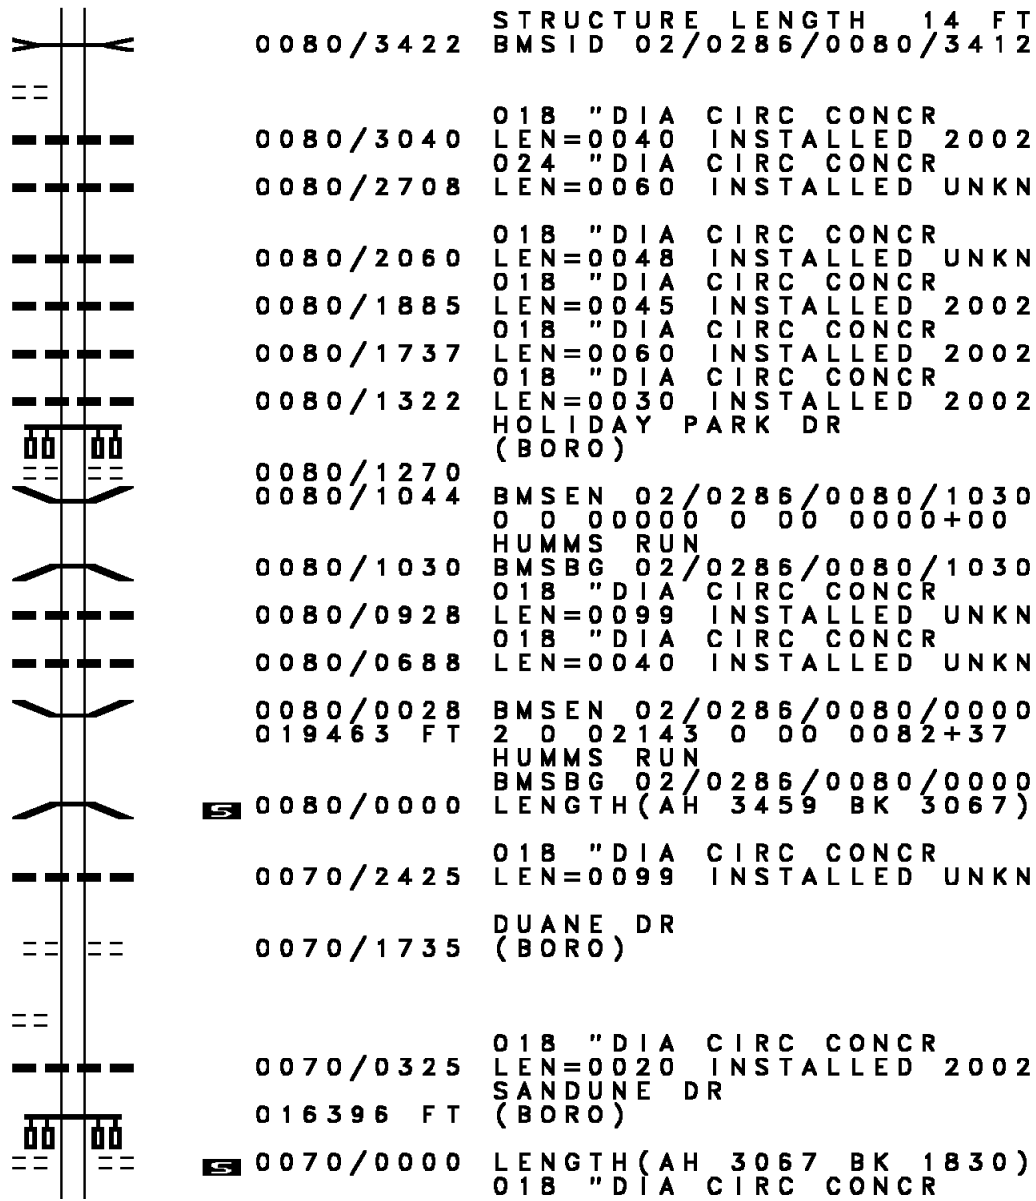 STRUCTURE LENGTH 14 FT
0080/3422 BMSID 02/0286/0080/3412
018 "DIA CIRC CONCR
0080/3040 LEN=0040 INSTALLED 2002
024 "DIA CIRC CONCR
0080/2708 LEN=0060 INSTALLED UNKN
018 "DIA CIRC CONCR
0080/2060 LEN=0048 INSTALLED UNKN
018 "DIA CIRC CONCR
0080/1885 LEN=0045 INSTALLED 2002
018 "DIA CIRC CONCR
0080/1737 LEN=0060 INSTALLED 2002
018 "DIA CIRC CONCR
0080/1322 LEN=0030 INSTALLED 2002
HOLIDAY PARK DR
(BORO)
0080/1270
0080/1044 BMSEN 02/0286/0080/1030
0 0 00000 0 00 0000+00
HUMMS RUN
0080/1030 BMSBG 02/0286/0080/1030
018 "DIA CIRC CONCR
0080/0928 LEN=0099 INSTALLED UNKN
018 "DIA CIRC CONCR
0080/0688 LEN=0040 INSTALLED UNKN
0080/0028 BMSEN 02/0286/0080/0000
019463 FT 2 0 02143 0 00 0082+37
HUMMS RUN
BMSBG 02/0286/0080/0000
S 0080/0000 LENGTH(AH 3459 BK 3067)
018 "DIA CIRC CONCR
0070/2425 LEN=0099 INSTALLED UNKN
DUANE DR
0070/1735 (BORO)
018 "DIA CIRC CONCR
0070/0325 LEN=0020 INSTALLED 2002
SANDUNE DR
016396 FT (BORO)
S 0070/0000 LENGTH(AH 3067 BK 1830)
018 "DIA CIRC CONCR